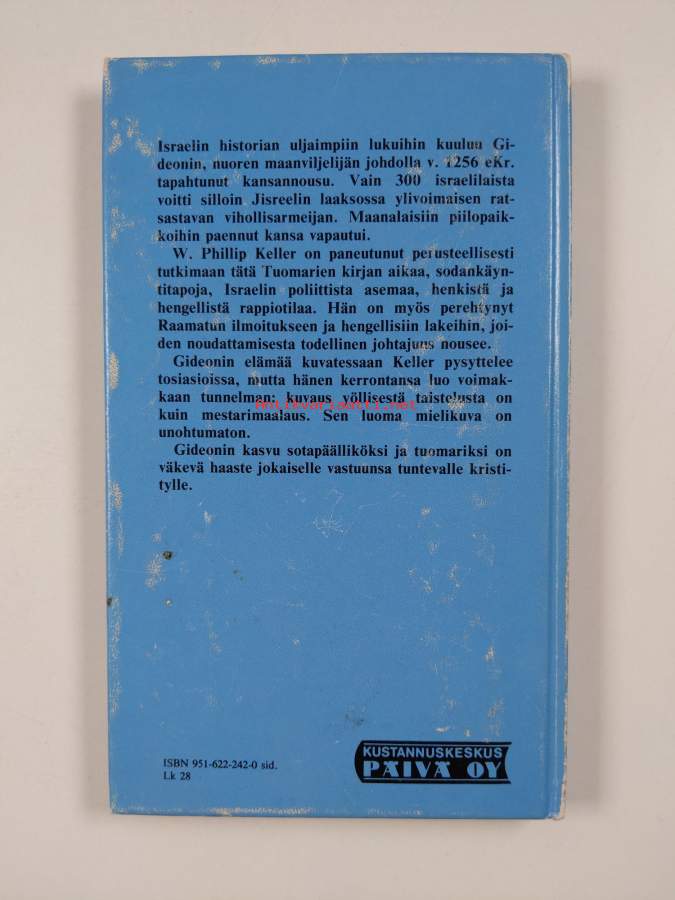 Israelin historian uljaimpiin lukuihin kuuluu Gi-
deonin, nuoren maanviljelijän johdolla v. 1256 eKr.
tapahtunut kansannousu. Vain 300 israelilaista
voitti silloin Jisreelin laaksossa ylivoimaisen rat-
sastavan vihollisarmeijan. Maanalaisiin piilopaik-
koihin paennut kansa vapautui.
W. Phillip Keller on paneutunut perusteellisesti
tutkimaan tätä Tuomarien kirjan aikaa, sodankäyn-
titapoja, Israelin poliittista asemaa, henkistä ja
hengellistä rappiotilaa. Hän on myös perehtynyt
Raamatun ilmoitukseen ja hengellisiin lakeihin, joi-
den noudattamisesta todellinen johtajuus nousee.
Gideonin elämää kuvatessaan Keller pysyttelee
tosiasioissa, mutta hänen kerrontansa luo voimak-
kaan tunnelman: kuvaus yöllisestä taistelusta on
antikvariaatti.net
kuin mestarimaalaus. Sen luoma mielikuva on
unohtumaton.
Gideonin kasvu sotapäälliköksi ja tuomariksi on
väkevä haaste jokaiselle vastuunsa tuntevalle kristi-
tylle.
ISBN 951-622-242-0 sid.
Lk 28
KUSTANNUSKESKUS
PÄIVÄ OY